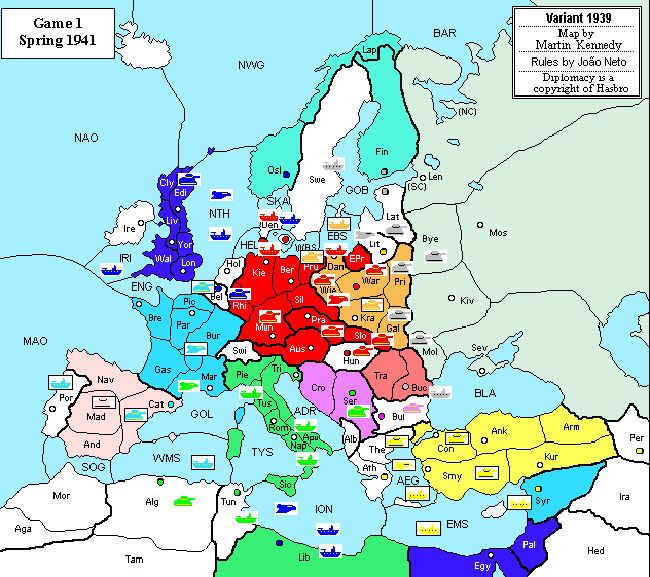 Game 1
Spring 1941
Variant 1939
Map by
Martin Kennedy
Rules by João Neto
Diplomacy is a
copyright of Hasbro
BAR
NWG
Lap
NAO
(NC)
Fin
Osl
Swe
Len
(SC)
GOB
Cly
Edi
NTH
SKA
Lat
Liv
Den
Bye
Mos
Ire
EBS
Lit
Yor
HEL
WBS
IRI
Wal
Hol
Dan
EPr
Lon
Kie
Ber
Pru
War
Pri
ENG
Bel
Rhi
Wia
Kiv
Pic
Sil
Bre
Par
Pra
Kra
Gal
Mun
Slo
Bur
Mol
Sev
MAO
Swi
Aus
Hun
Gas
Pie
Tri
Tra
Nav
Mar
Cro
Buc
BLA
Por
Cat
Tus
Ser
Mad
GOL
ADR
Bul
Arm
Rom
Ank
And
TYS
Apu
Alb
The
Con
Nap
Per
SOG
WMS
Ath
Smy
Kur
Sic
AEG
Mor
Alg
Tun
ION
Syr
Ira
Aga
EMS
Tam
Lib
Pal
Egy
Hed